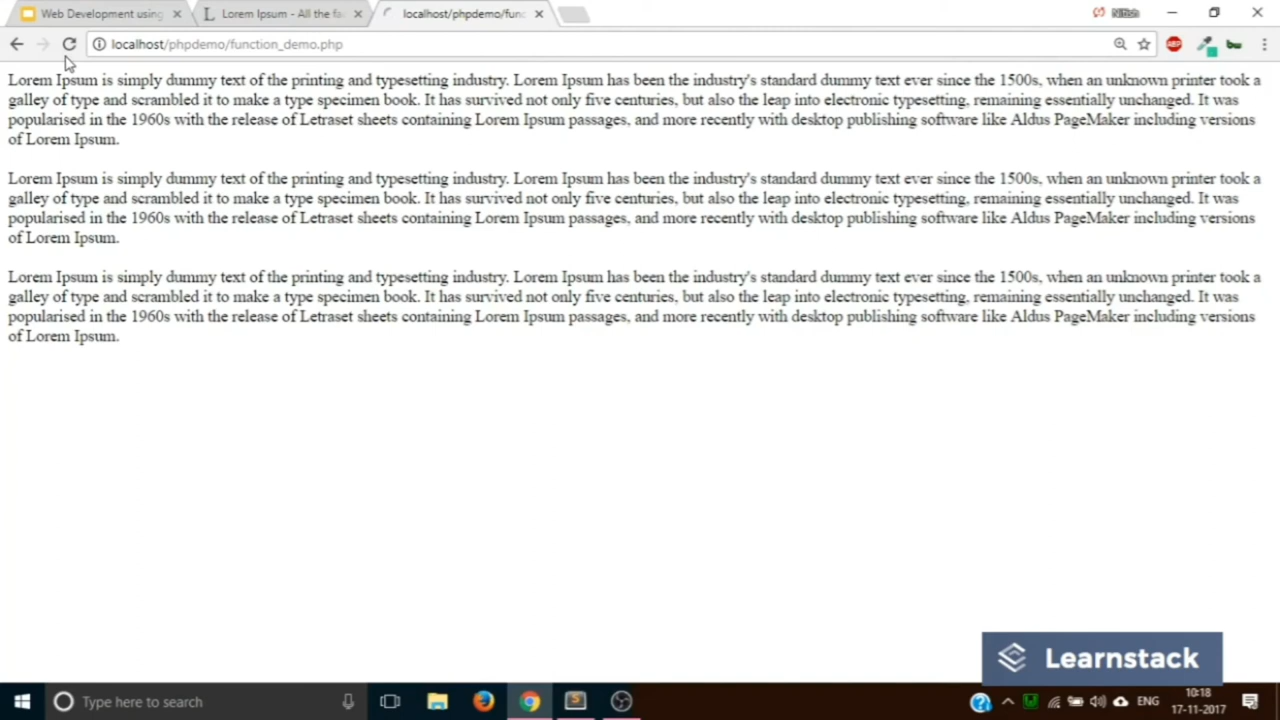 Web Development using
Lorem Ipsum - All the fa
localhost/phpdemo/func
localhost/phpdemo/function_demo.php
Lorem Ipsum is simply dummy text of the printing and typesetting industry. Lorem Ipsum has been the industry's standard dummy text ever since the 1500s, when an unknown printer took a
galley of type and scrambled it to make a type specimen book. It has survived not only five centuries, but also the leap into electronic typesetting, remaining essentially unchanged. It was
popularised in the 1960s with the release of Letraset sheets containing Lorem Ipsum passages, and more recently with desktop publishing software like Aldus PageMaker including versions
of Lorem Ipsum.
Lorem Ipsum is simply dummy text of the printing and typesetting industry. Lorem Ipsum has been the industry's standard dummy text ever since the 1500s, when an unknown printer took a
galley of type and scrambled it to make a type specimen book. It has survived not only five centuries, but also the leap into electronic typesetting, remaining essentially unchanged. It was
popularised in the 1960s with the release of Letraset sheets containing Lorem Ipsum passages, and more recently with desktop publishing software like Aldus PageMaker including versions
of Lorem Ipsum.
Lorem Ipsum is simply dummy text of the printing and typesetting industry. Lorem Ipsum has been the industry's standard dummy text ever since the 1500s, when an unknown printer took a
galley of type and scrambled it to make a type specimen book. It has survived not only five centuries, but also the leap into electronic typesetting, remaining essentially unchanged. It was
popularised in the 1960s with the release of Letraset sheets containing Lorem Ipsum passages, and more recently with desktop publishing software like Aldus PageMaker including versions
of Lorem Ipsum.
Learnstack
Type here to search
ENG
10:18
17-11-2017